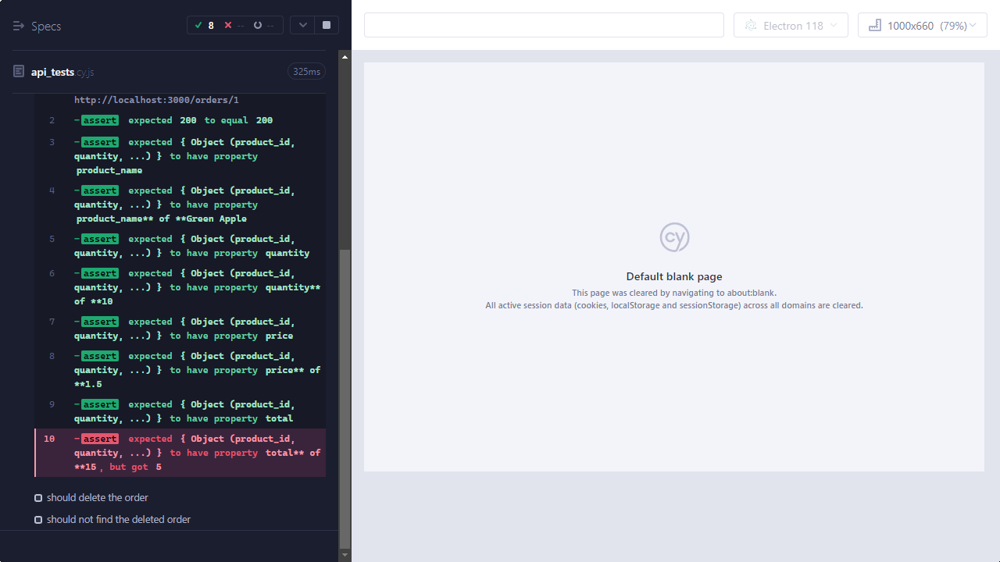 Specs
8
--
--
Electron 118
1000x660 (79%)
api_tests cy.js
325ms
http://localhost:3000/orders/1
2 -assert expected 200 to equal 200
3 -assert expected { Object (product_id,
quantity, ...) } to have property
product_name
4 -assert expected { Object (product_id,
quantity, ...) } to have property
product_name** of **Green Apple
5 -assert expected { Object (product_id,
quantity, ...) } to have property quantity
6 -assert expected { Object (product_id,
quantity, ...) } to have property quantity**
of **10
7 -assert expected { Object (product_id,
quantity, ...) } to have property price
8 -assert expected { Object (product_id,
quantity, ...) } to have property price** of
**1.5
9 -assert expected { Object (product_id,
quantity, ...) } to have property total
10 -assert expected { Object (product_id,
quantity, ...) } to have property total** of
**15, but got 5
should delete the order
should not find the deleted order
cy
Default blank page
This page was cleared by navigating to about:blank.
All active session data (cookies, localStorage and sessionStorage) across all domains are cleared.